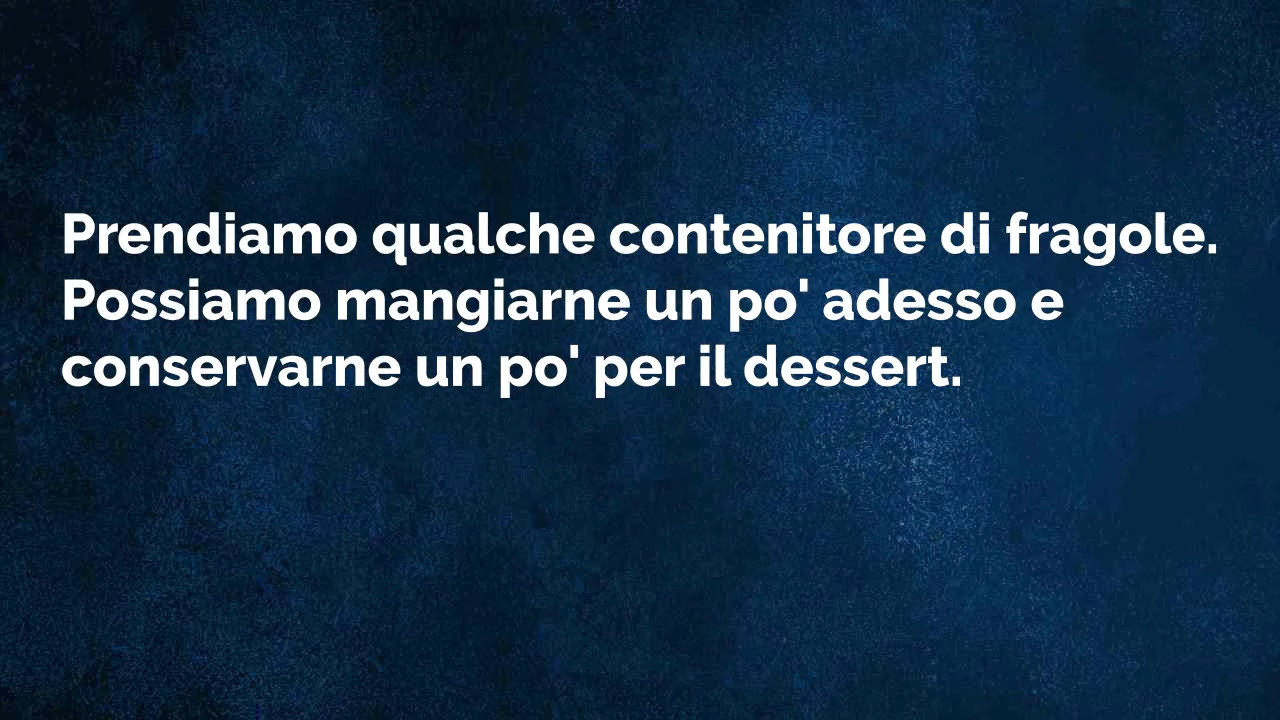 Prendiamo qualche contenitore di fragole.
Possiamo mangiarne un po' adesso e
conservarne un po' per il dessert.